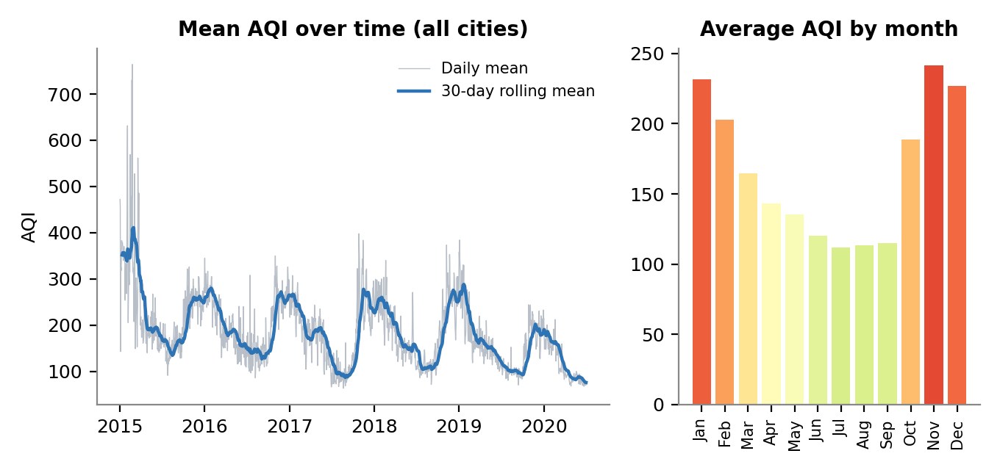 Mean AQI over time (all cities)
Daily mean
30-day rolling mean
AQI
700
600
500
400
300
200
100
2015 2016 2017 2018 2019 2020
Average AQI by month
250
200
150
100
50
0
Jan Feb Mar Apr May Jun Jul Aug Sep Oct Nov Dec